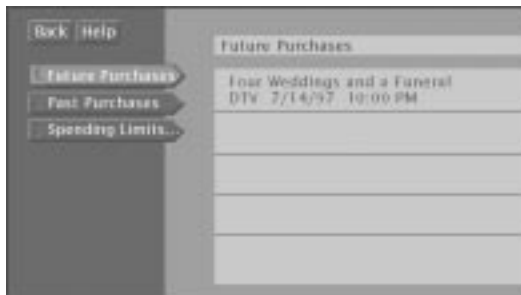 Back Help
Future Purchases
Future Purchases
Past Purchases
Spending Limits...
Four Weddings and a Funeral
DTV 7/14/97 10:00 PM